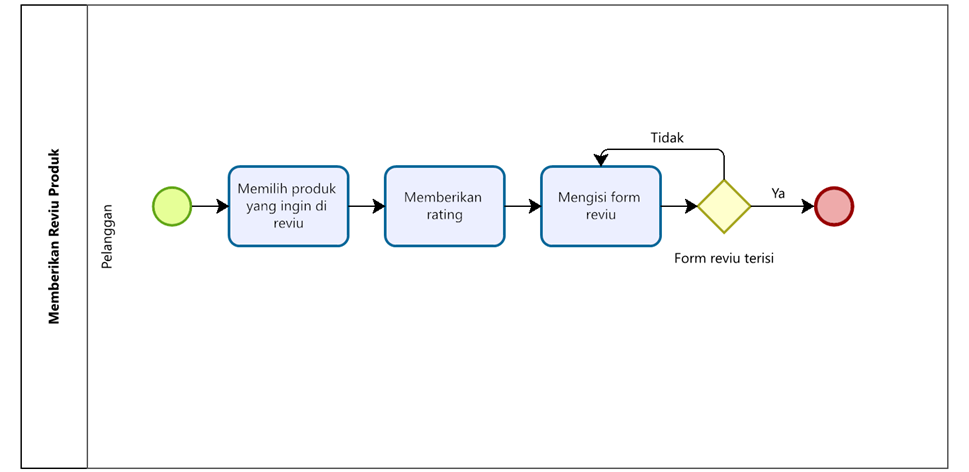 Memberikan Reviu Produk
Pelanggan
Memilih produk
yang ingin di
reviu
Memberikan
rating
Mengisi form
reviu
Tidak
Ya
Form reviu terisi